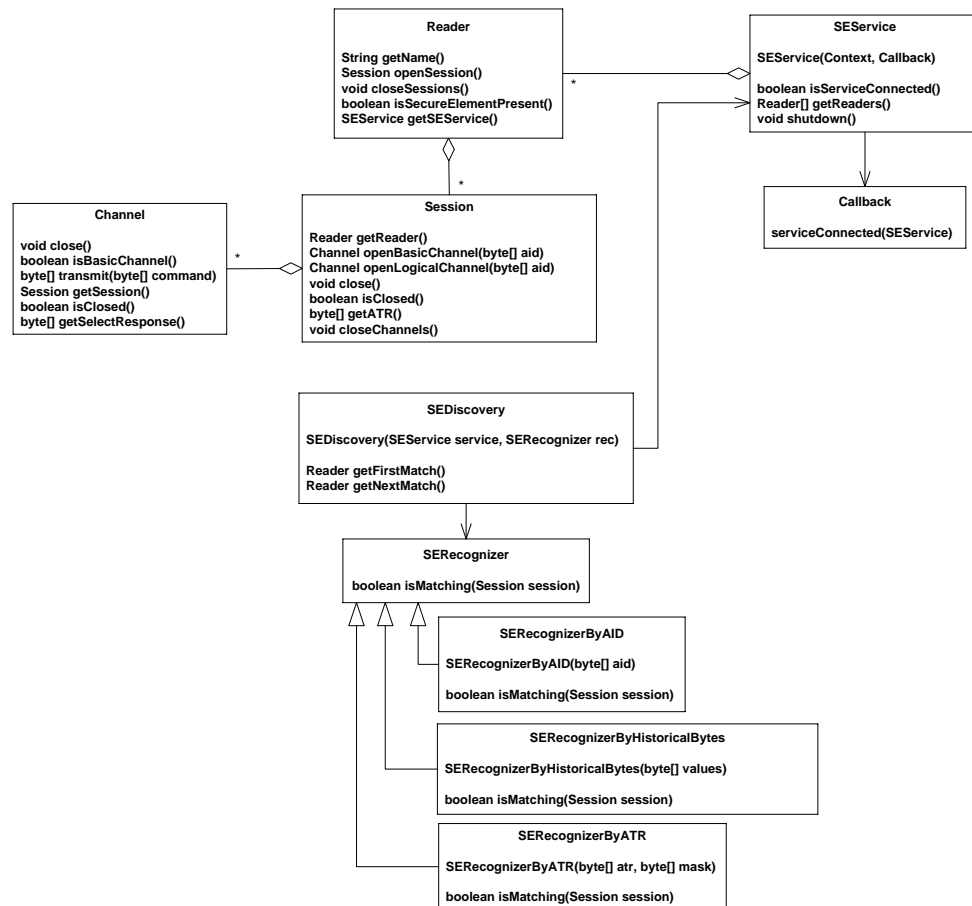 Reader
String getName()
Session openSession()
void closeSessions()
boolean isSecureElementPresent()
SEService getSEService()
SEService
SEService(Context, Callback)
boolean isServiceConnected()
Reader[] getReaders()
void shutdown()
*
*
Callback
serviceConnected(SEService)
Channel
void close()
boolean isBasicChannel()
byte[] transmit(byte[] command)
Session getSession()
boolean isClosed()
byte[] getSelectResponse()
*
Session
Reader getReader()
Channel openBasicChannel(byte[] aid)
Channel openLogicalChannel(byte[] aid)
void close()
boolean isClosed()
byte[] getATR()
void closeChannels()
SEDiscovery
SEDiscovery(SEService service, SERecognizer rec)
Reader getFirstMatch()
Reader getNextMatch()
SERecognizer
boolean isMatching(Session session)
SERecognizerByAID
SERecognizerByAID(byte[] aid)
boolean isMatching(Session session)
SERecognizerByHistoricalBytes
SERecognizerByHistoricalBytes(byte[] values)
boolean isMatching(Session session)
SERecognizerByATR
SERecognizerByATR(byte[] atr, byte[] mask)
boolean isMatching(Session session)